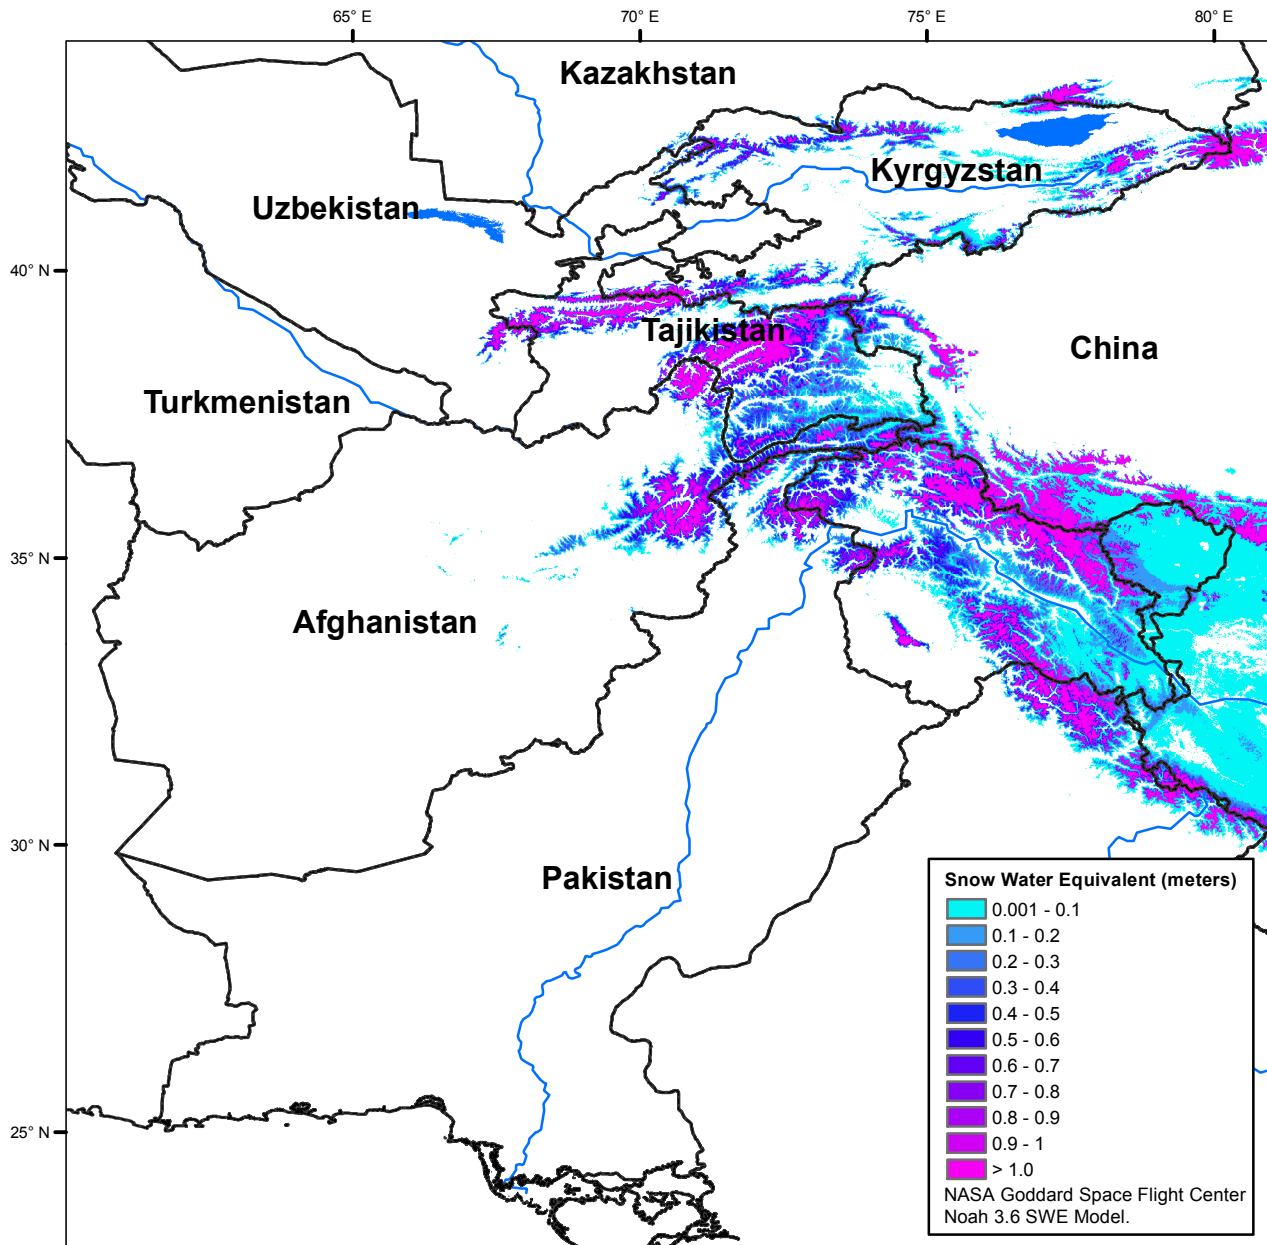 65° E
70° E
75° E
80° E
Kazakhstan
Kyrgyzstan
Uzbekistan
40° N
Tajikistan
China
Turkmenistan
35° N
Afghanistan
30° N
Pakistan
Snow Water Equivalent (meters)
0.001 - 0.1
0.1 - 0.2
0.2 - 0.3
0.3 - 0.4
0.4 - 0.5
0.5 - 0.6
0.6 - 0.7
0.7 - 0.8
0.8 - 0.9
0.9 - 1
> 1.0
NASA Goddard Space Flight Center
Noah 3.6 SWE Model.
25° N